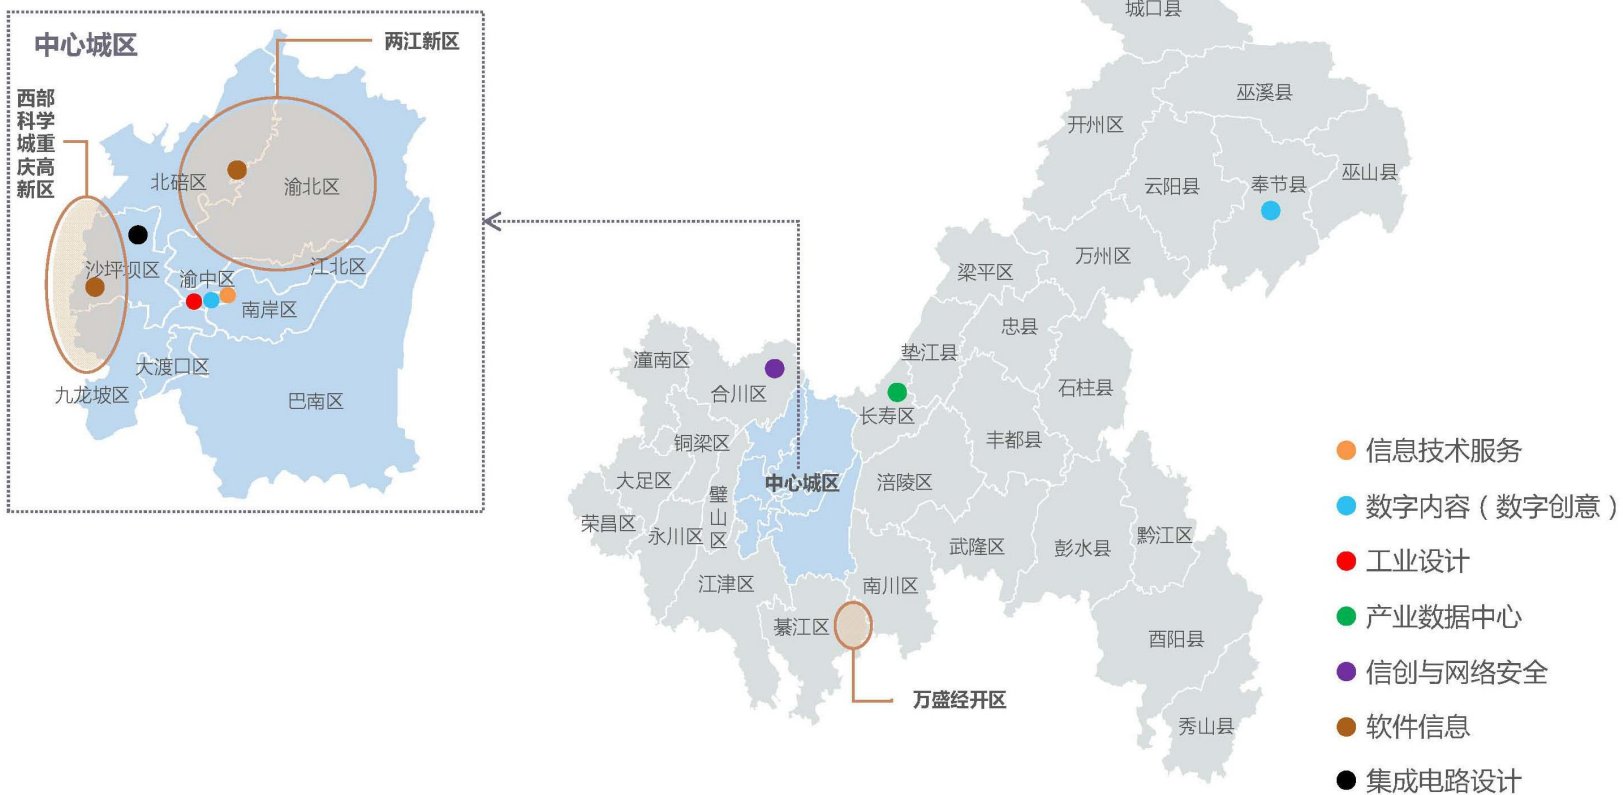 中心城区
两江新区
西部
科学
城重
庆高
新区
北碚区
渝北区
沙坪坝区
渝中区
江北区
南岸区
大渡口区
九龙坡区
巴南区
城口县
巫溪县
开州区
巫山县
云阳县
奉节县
万州区
梁平区
忠县
垫江县
石柱县
潼南区
合川区
长寿区
丰都县
铜梁区
中心城区
涪陵区
大足区
璧
山
区
荣昌区
永川区
武隆区
彭水县
黔江区
江津区
南川区
綦江区
酉阳县
万盛经开区
秀山县
信息技术服务
数字内容（数字创意）
工业设计
产业数据中心
信创与网络安全
软件信息
集成电路设计